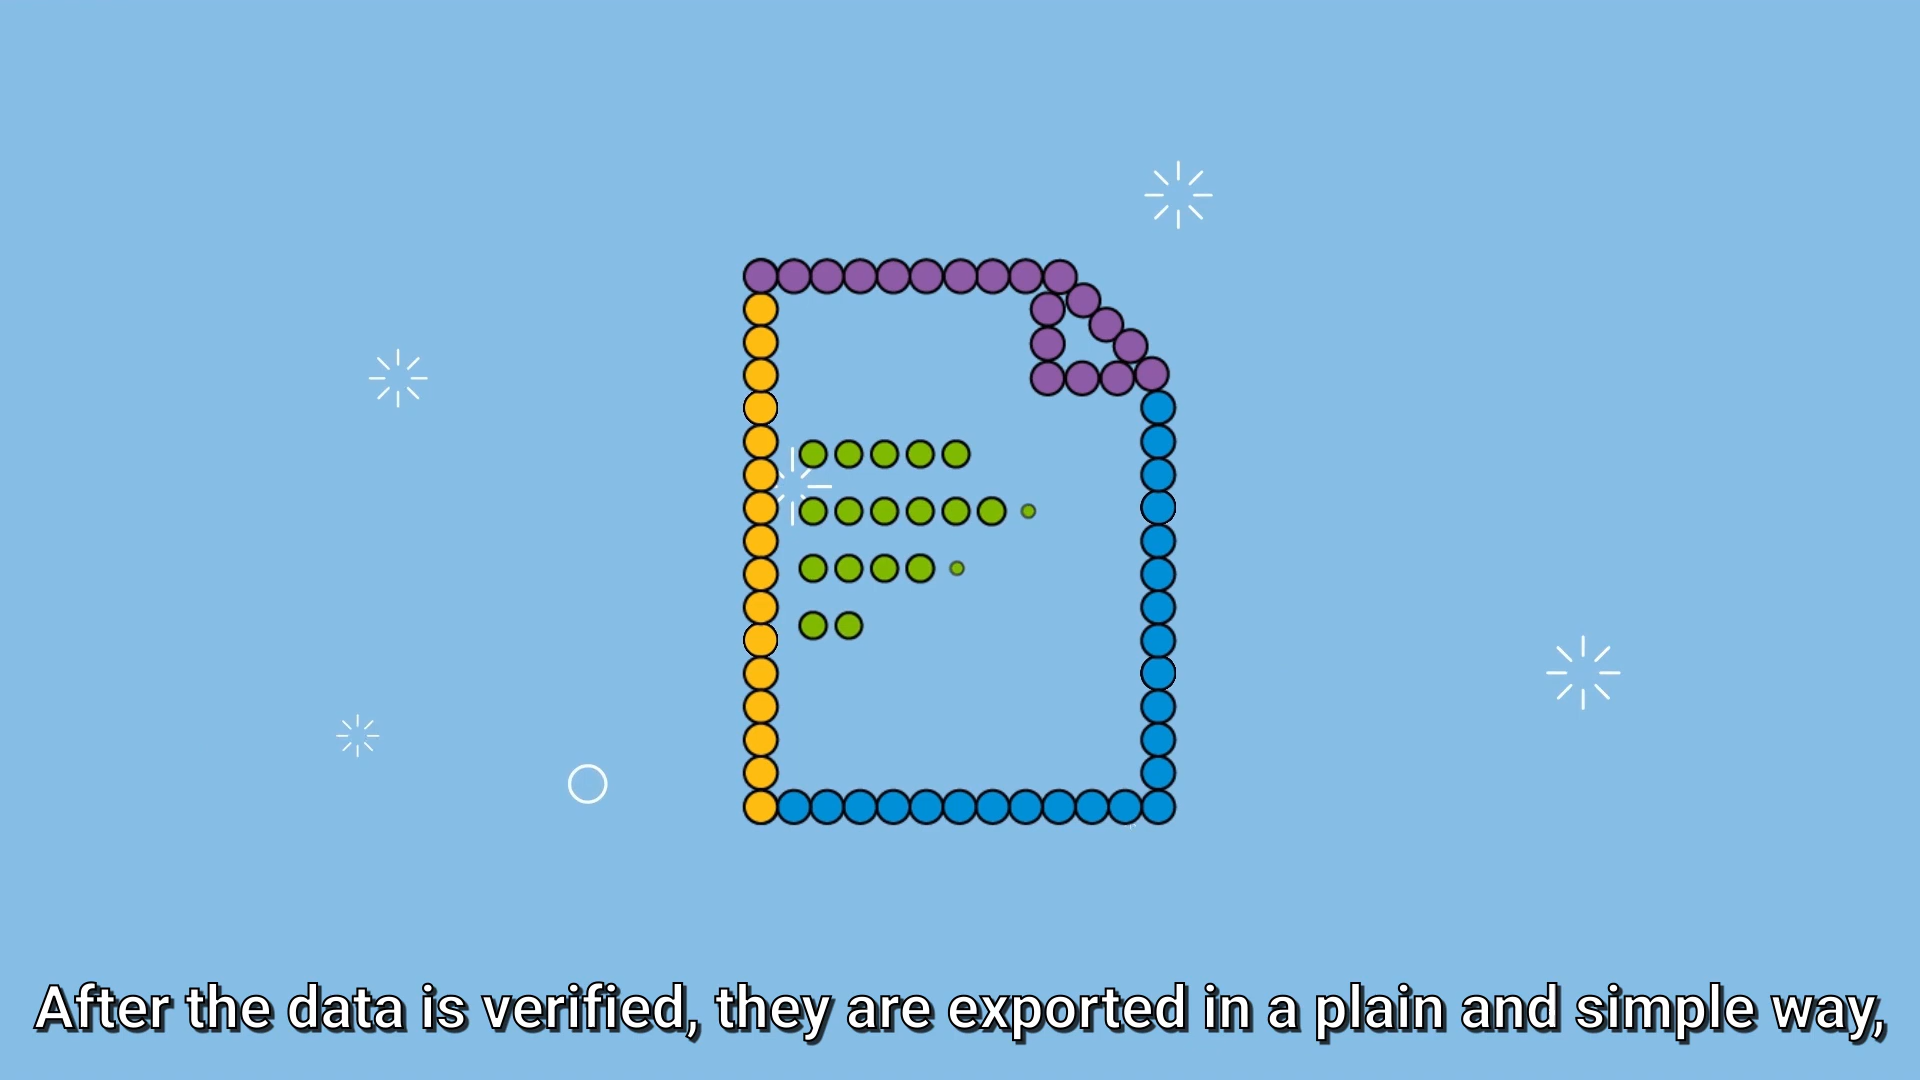 After the data is verified, they are exported in a plain and simple way,